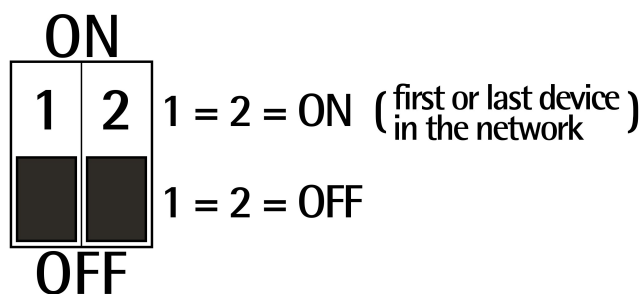 ON
1 2 1 = 2 = ON ( first or last device
in the network )
1 = 2 = OFF
OFF